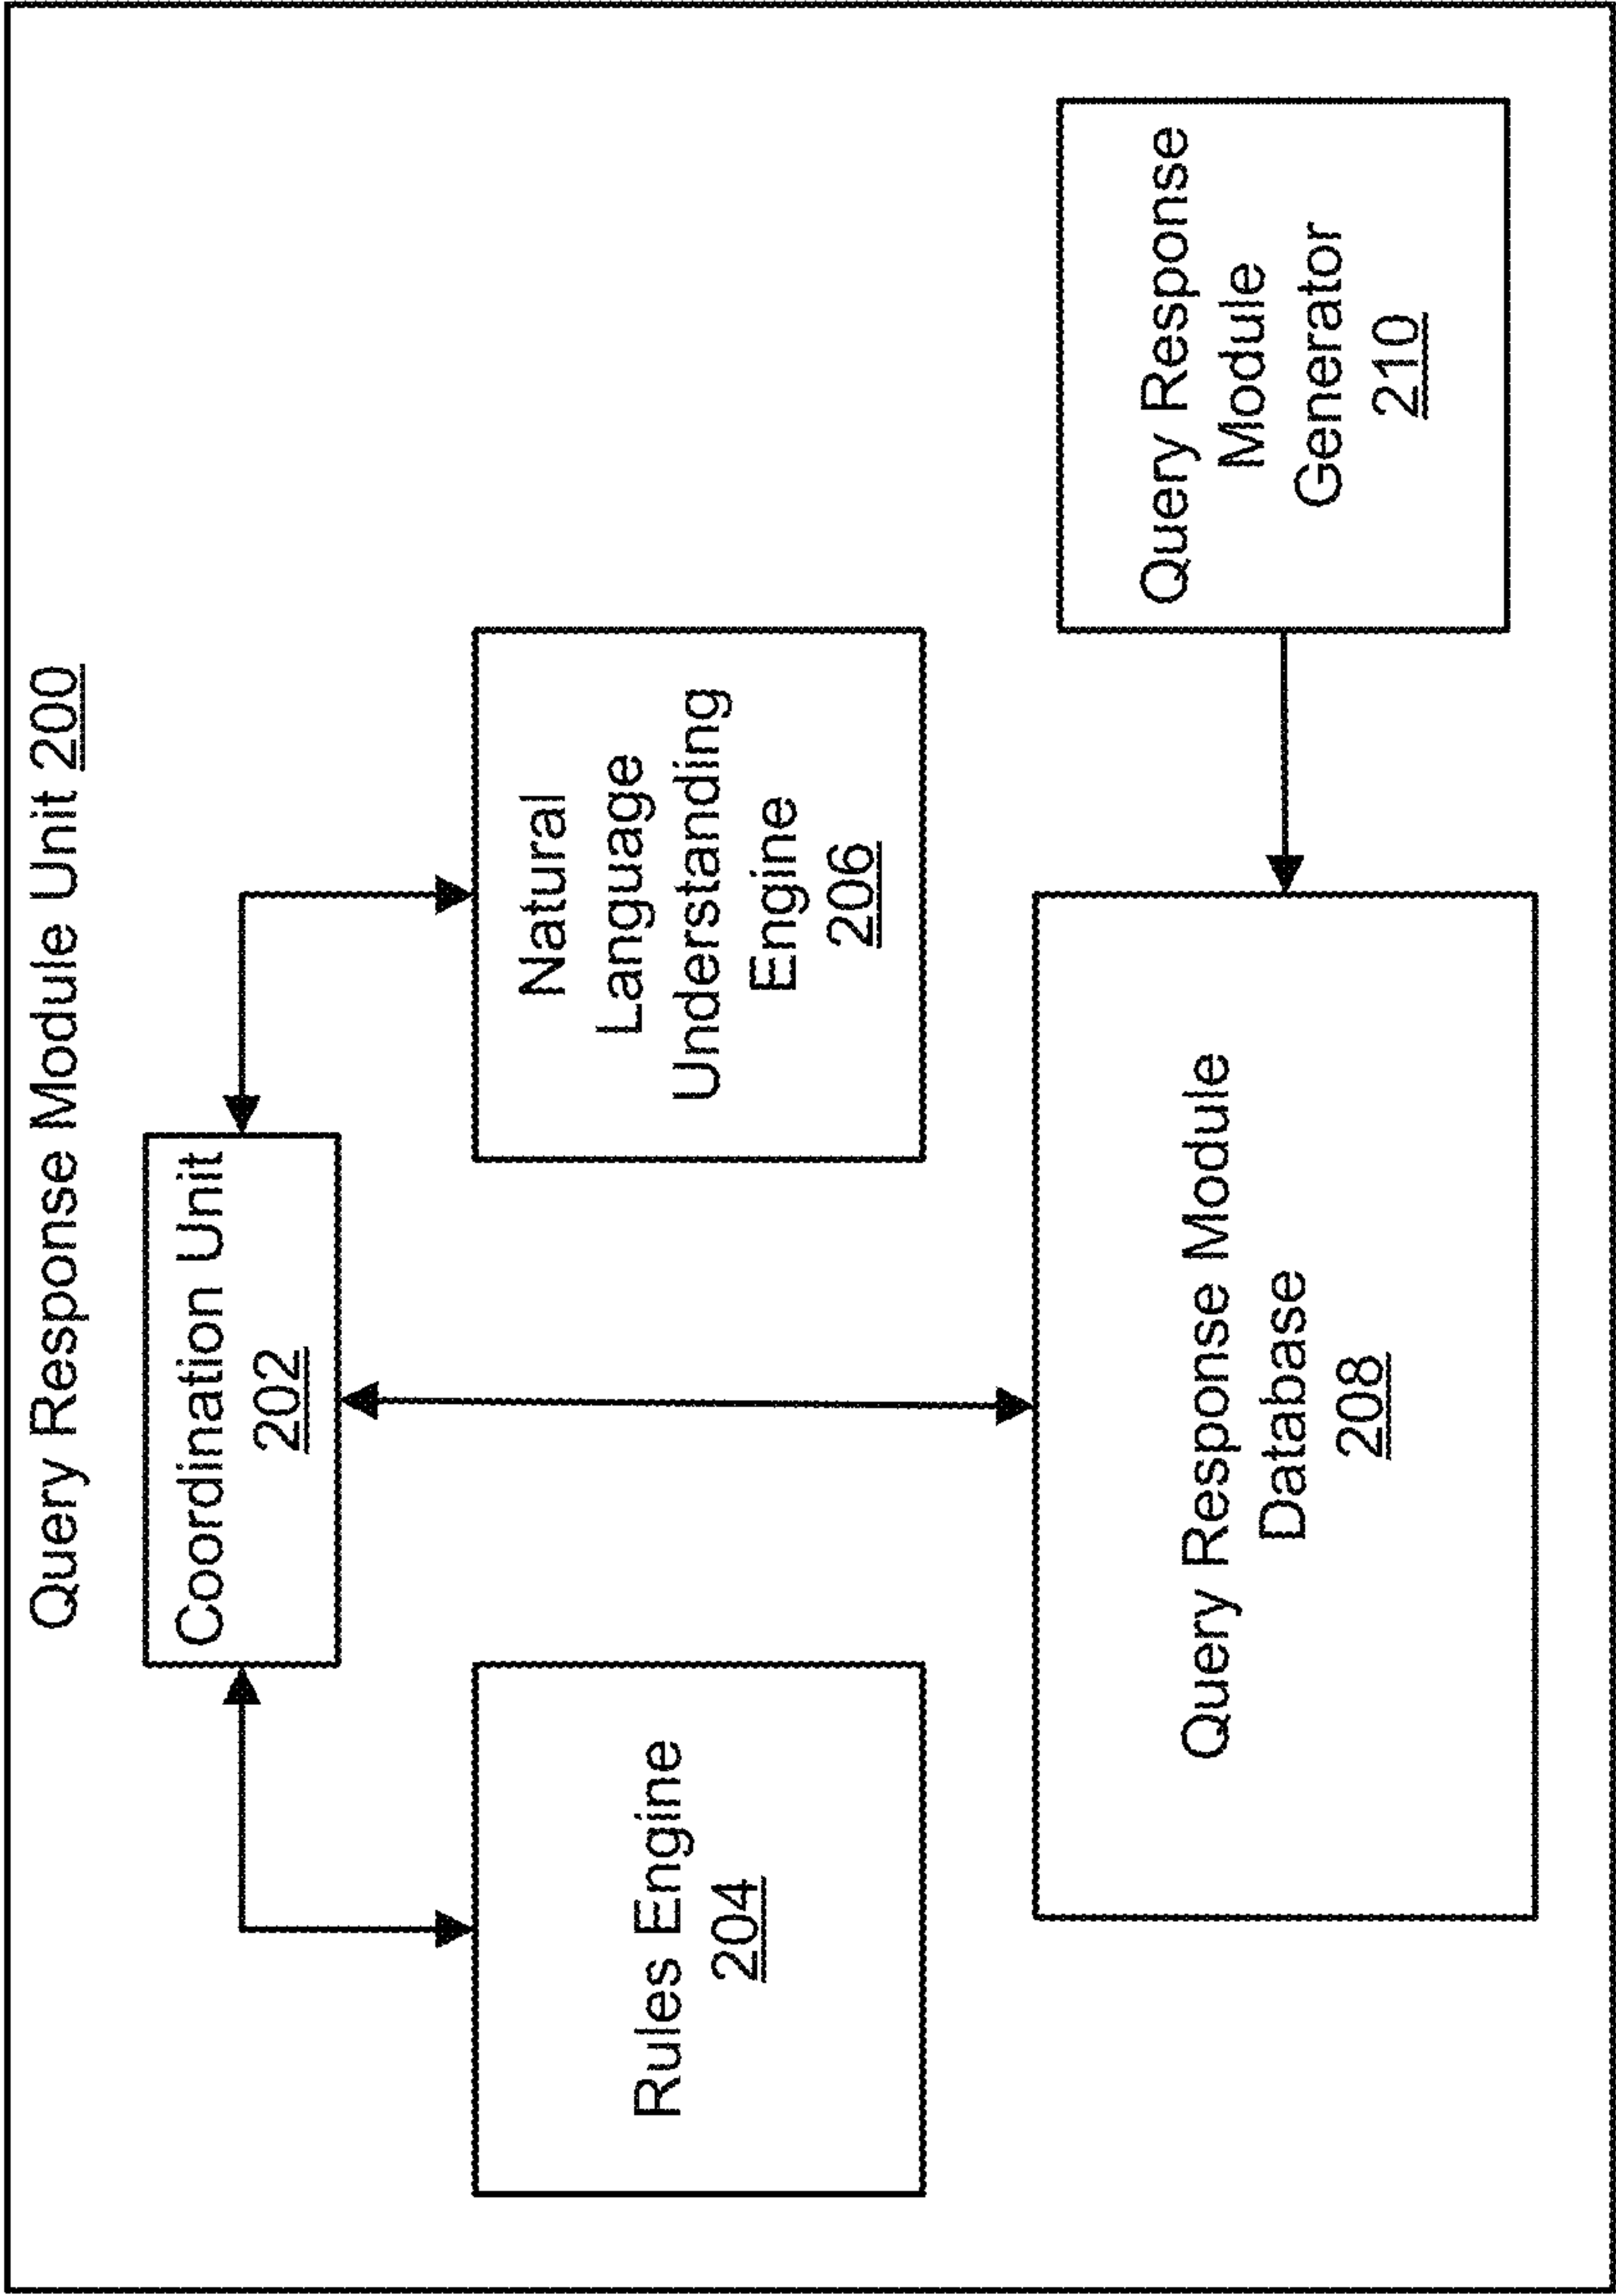 Query Response Module Unit 200
Coordination Unit
202
Rules Engine
204
Natural
Language
Understanding
Engine
206
Query Response Module
Database
208
Query Response
Module
Generator
210